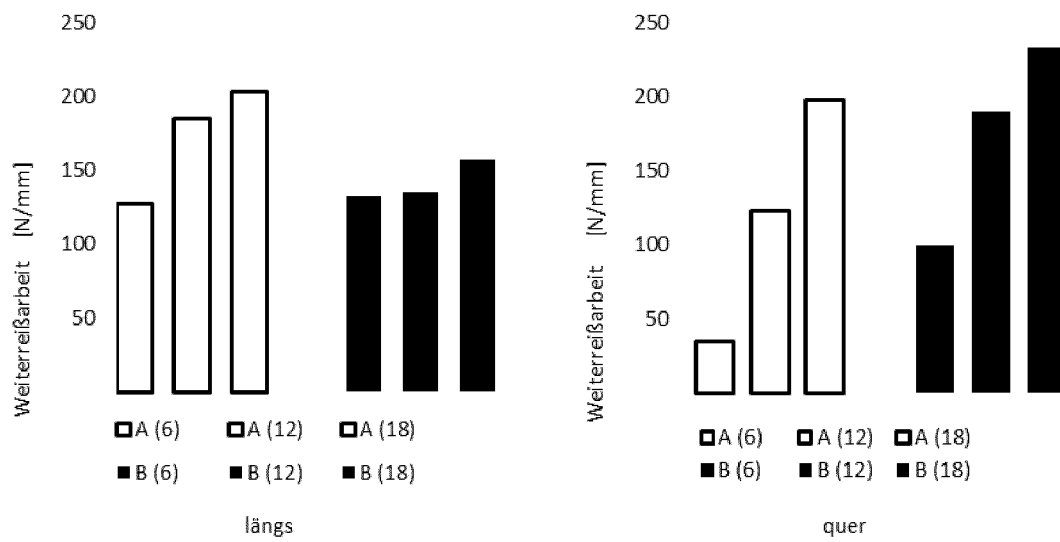 250
200
150
100
50
Weiterreißarbeit [N/mm]
A (6) A (12) A (18)
B (6) B (12) B (18)
längs
250
200
150
100
50
Weiterreißarbeit [N/mm]
A (6) A (12) A (18)
B (6) B (12) B (18)
quer